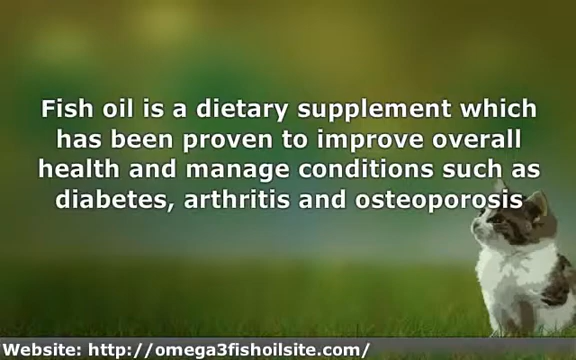 Fish oil is a dietary supplement which
has been proven to improve overall
health and manage conditions such as
diabetes, arthritis and osteoporosis
Website: http://omega3fishoilsite.com/